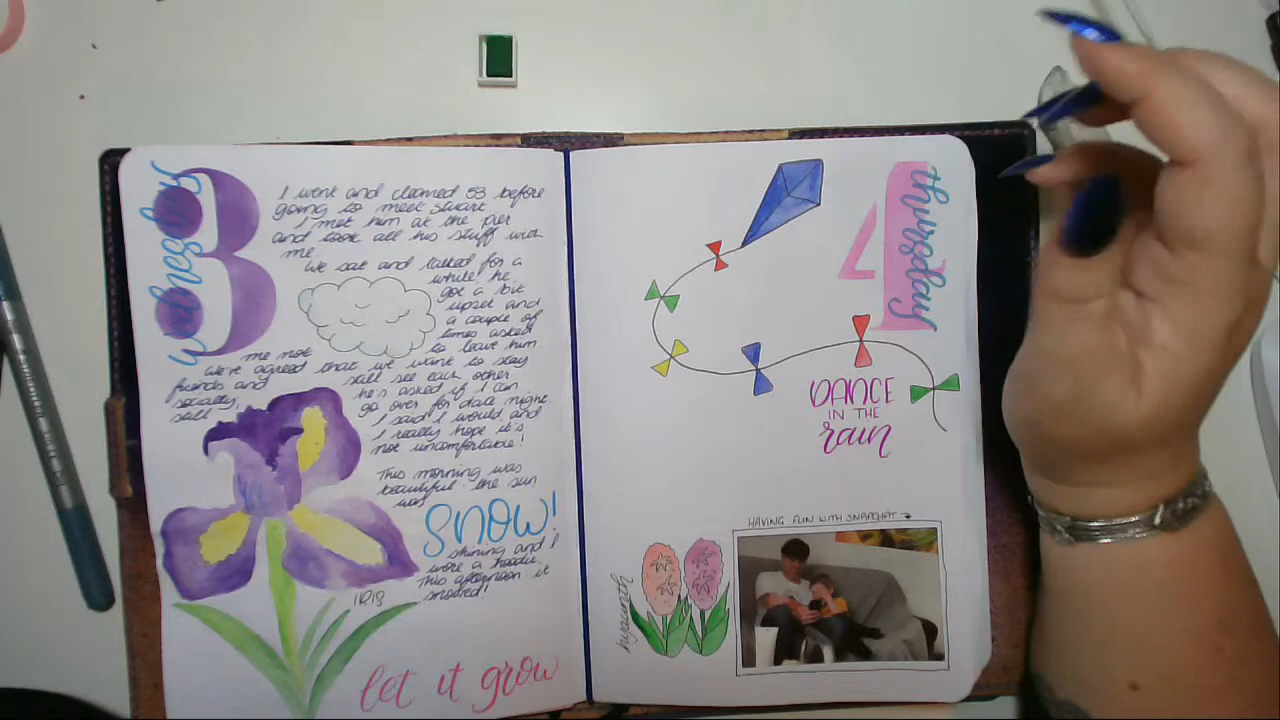 3
Wednesday
I went and cleaned 53 before
going to meet Stuart.
I met him at the pier
and took all his stuff with
me.
We sat and talked for a
while! he
got a bit
upset and
a couple of
times asked
me not to leave him
We've agreed that we want to stay
friends and still see each other
socially. he's asked if I can
still go over for date night.
I said I would and
I really hope it's
not uncomfortable!
This morning was
beautiful. the sun
was
SNOW!
shining and I
wore a hoodie.
This afternoon it
snowed!
IRIS
let it grow
4
thursday
DANCE
IN THE
rain
HAVING FUN WITH SNAPCHAT
hyacinth